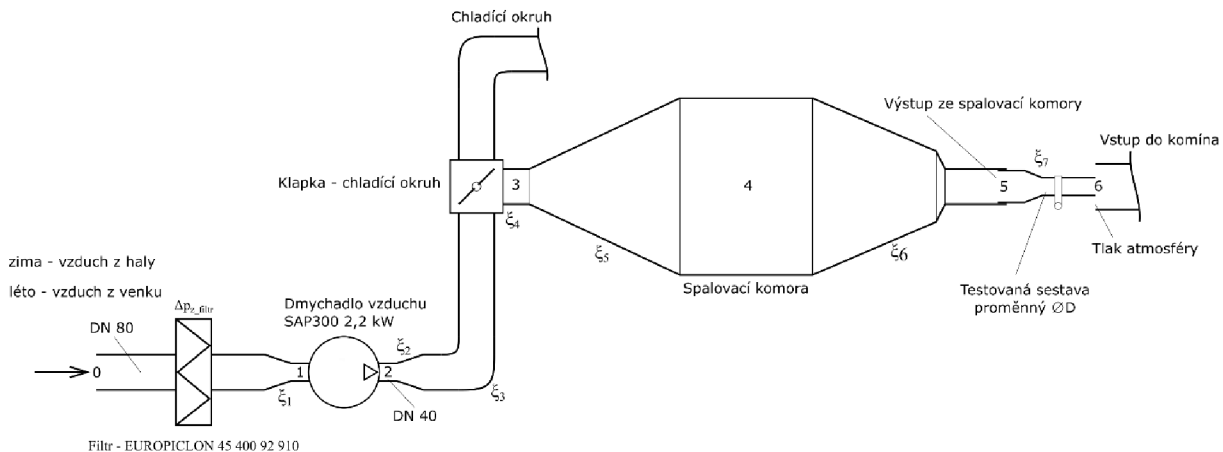 Chladící okruh
Výstup ze spalovací komory
Vstup do komína
ξ7
Klapka - chladící okruh
3
4
5
6
ξ4
ξ5
ξ6
Tlak atmosféry
zima - vzduch z haly
léto - vzduch z venku
Spalovací komora
Testovaná sestava
proměnný ∅D
Δpz_filtr
Dmychadlo vzduchu
SAP300 2,2 kW
DN 80
ξ2
0
1
2
ξ1
ξ3
DN 40
Filtr - EUROPICLON 45 400 92 910